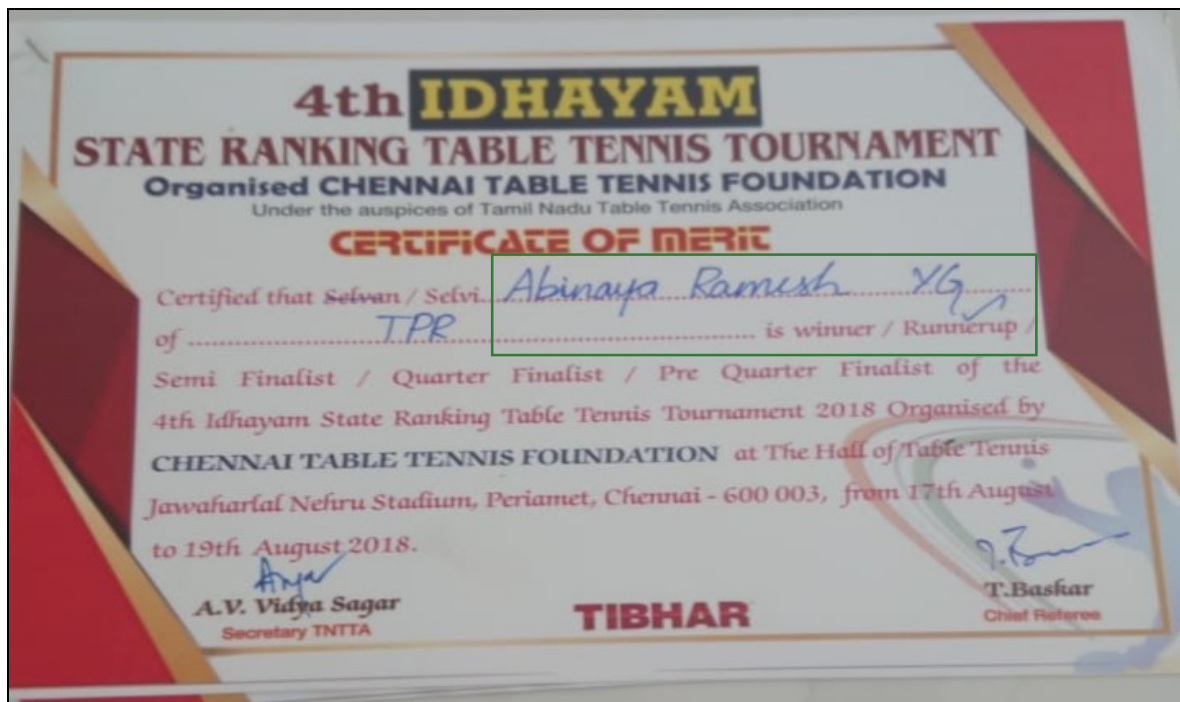 4th IDHAYAM
STATE RANKING TABLE TENNIS TOURNAMENT
Organised CHENNAI TABLE TENNIS FOUNDATION
Under the auspices of Tamil Nadu Table Tennis Association
CERTIFICATE OF MERIT
Certified that Selvan / Selvi Abinaya Ramesh YG
of TPR is winner / Runnerup /
Semi Finalist / Quarter Finalist / Pre Quarter Finalist of the
4th Idhayam State Ranking Table Tennis Tournament 2018 Organised by
CHENNAI TABLE TENNIS FOUNDATION at The Hall of Table Tennis
Jawaharlal Nehru Stadium, Periamet, Chennai - 600 003, from 17th August
to 19th August 2018.
A.V. Vidya Sagar
Secretary TNTTA
TIBHAR
T.Baskar
Chief Referee